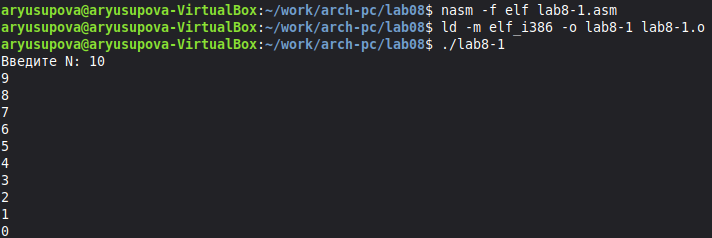 aryusupova@aryusupova-VirtualBox:~/work/arch-pc/lab08$ nasm -f elf lab8-1.asm
aryusupova@aryusupova-VirtualBox:~/work/arch-pc/lab08$ ld -m elf_i386 -o lab8-1 lab8-1.o
aryusupova@aryusupova-VirtualBox:~/work/arch-pc/lab08$ ./lab8-1
Введите N: 10
9
8
7
6
5
4
3
2
1
0